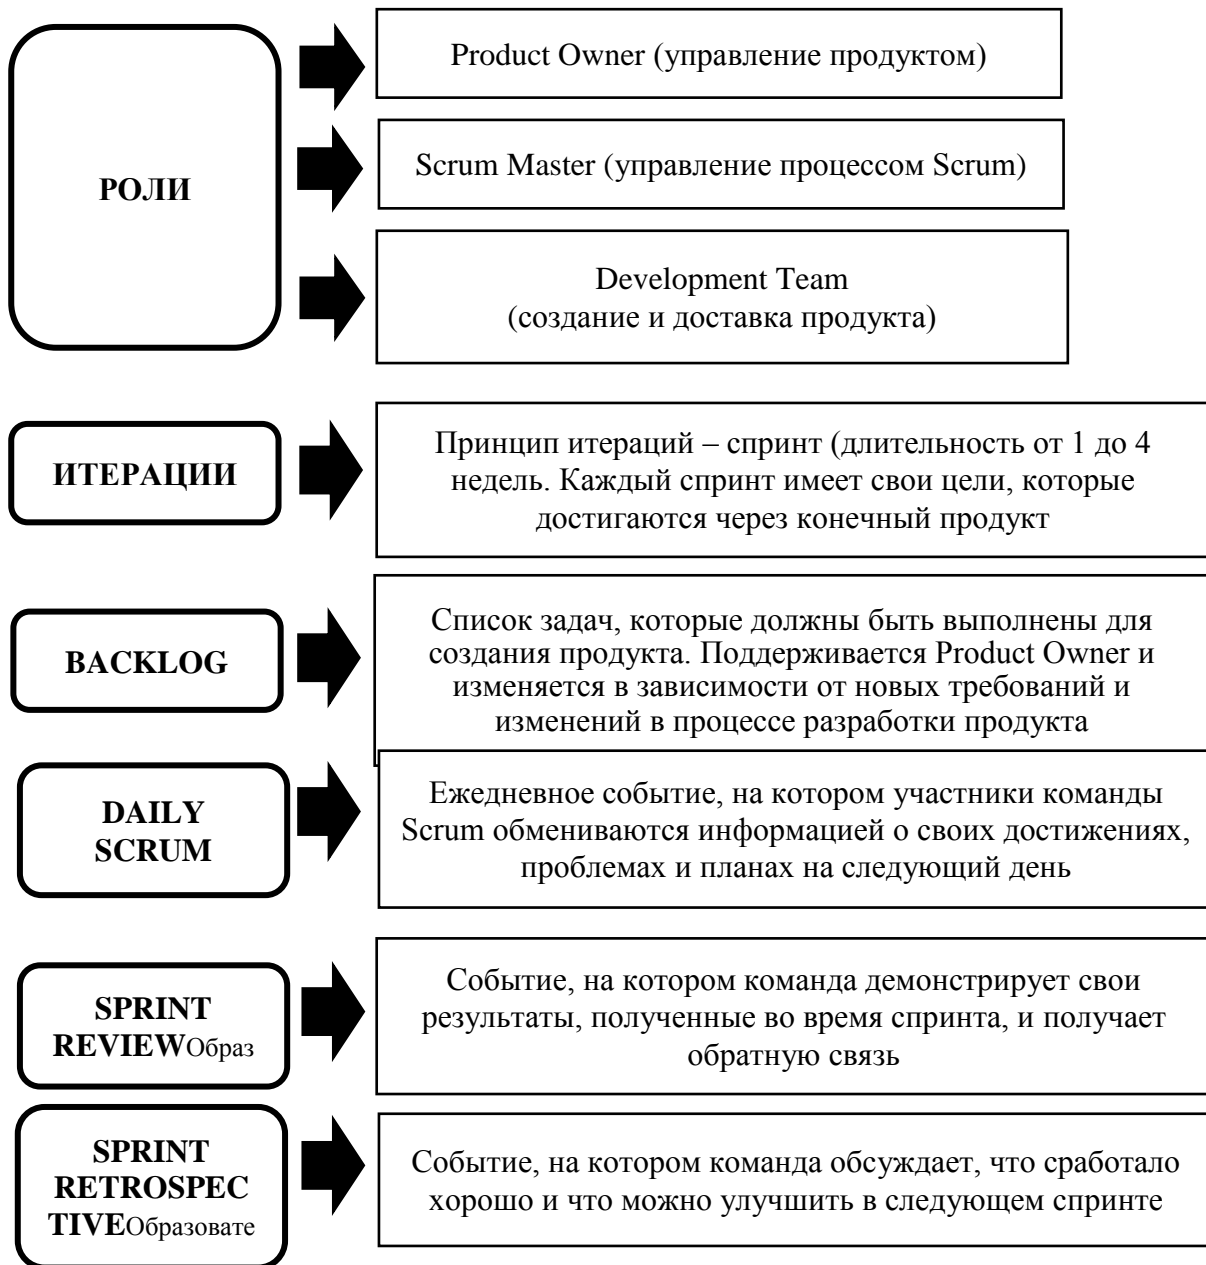 РОЛИ
Product Owner (управление продуктом)
Scrum Master (управление процессом Scrum)
Development Team
(создание и доставка продукта)
ИТЕРАЦИИ
Принцип итераций – спринт (длительность от 1 до 4
недель. Каждый спринт имеет свои цели, которые
достигаются через конечный продукт
BACKLOG
Список задач, которые должны быть выполнены для
создания продукта. Поддерживается Product Owner и
изменяется в зависимости от новых требований и
изменений в процессе разработки продукта
DAILY
SCRUM
Ежедневное событие, на котором участники команды
Scrum обмениваются информацией о своих достижениях,
проблемах и планах на следующий день
SPRINT
REVIEWОбраз
Событие, на котором команда демонстрирует свои
результаты, полученные во время спринта, и получает
обратную связь
SPRINT
RETROSPEC
TIVEОбразовате
Событие, на котором команда обсуждает, что сработало
хорошо и что можно улучшить в следующем спринте